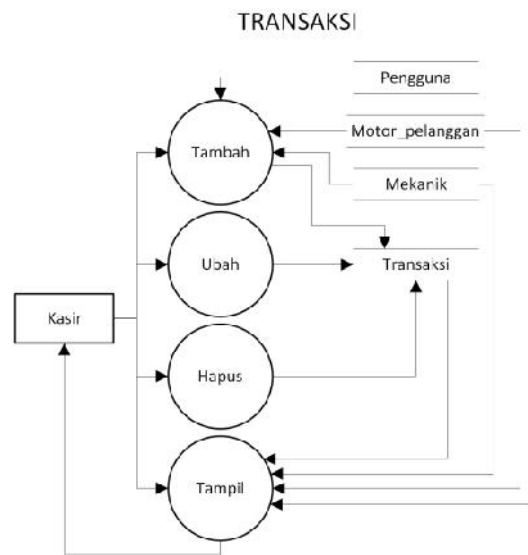 TRANSAKSI
Pengguna
Motor_pelanggan
Tambah
Mekanik
Ubah
Transaksi
Kasir
Hapus
Tampil